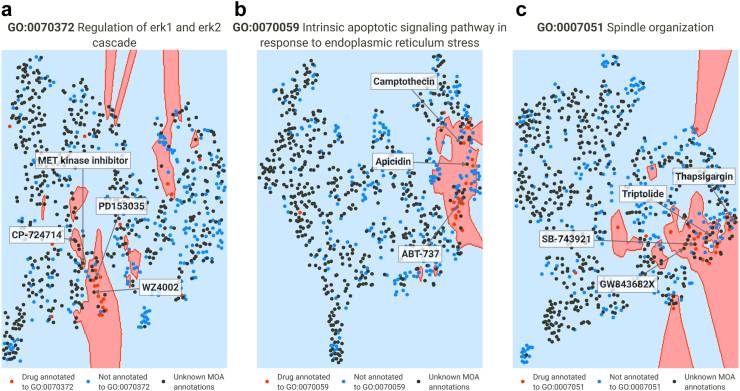 a
GO:0070372 Regulation of erk1 and erk2
cascade
MET kinase inhibitor
PD153035
CP-724714
WZ4002
Drug annotated
to GO:0070372
Not annotated
to GO:0070372
Unknown MOA
annotations
b
GO:0070059 Intrinsic apoptotic signaling pathway in
response to endoplasmic reticulum stress
Camptothecin
Apicidin
ABT-737
Drug annotated
to GO:0070059
Not annotated
to GO:0070059
Unknown MOA
annotations
c
GO:0007051 Spindle organization
Thapsigargin
Triptolide
SB-743921
GW843682X
Drug annotated
to GO:0007051
Not annotated
to GO:0007051
Unknown MOA
annotations